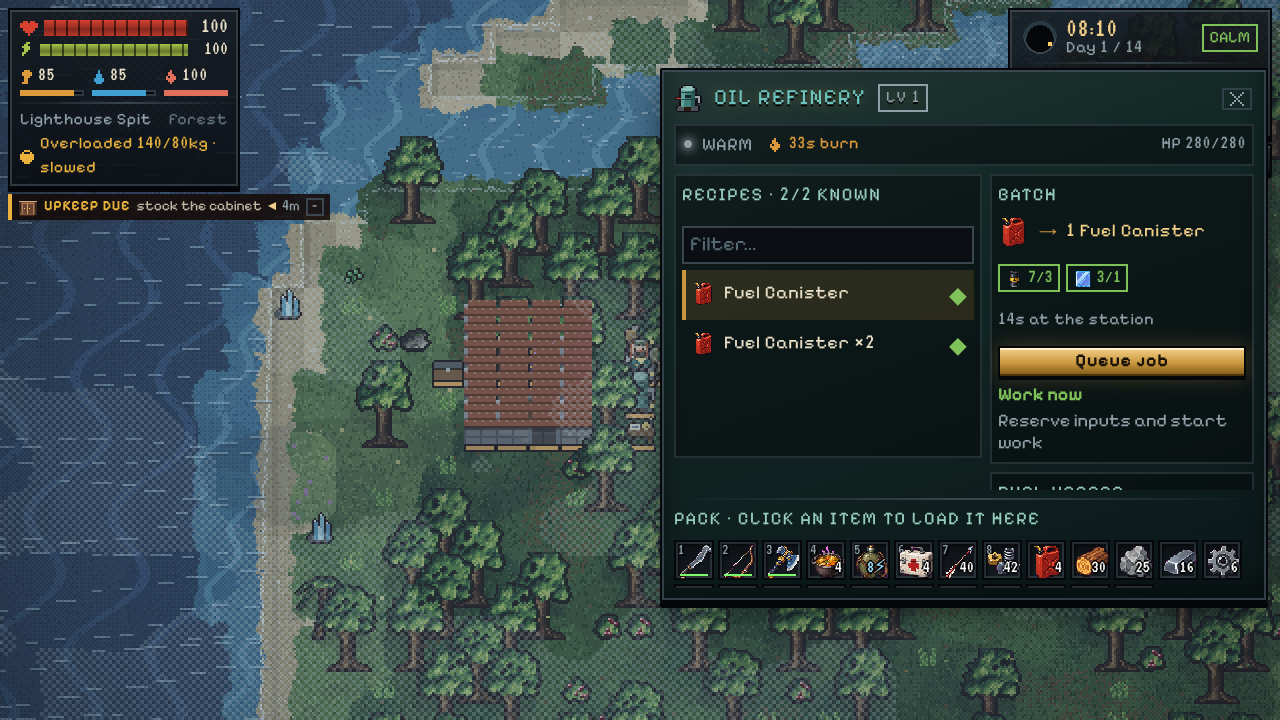 100
100
85 85 100
Lighthouse Spit Forest
Overloaded 140/80kg ·
slowed
UPKEEP DUE stock the cabinet ◄ 4m -
08:10
Day 1 / 14
CALM
OIL REFINERY LV 1
WARM 33s burn HP 280/280
RECIPES · 2/2 KNOWN
Filter...
Fuel Canister
Fuel Canister ×2
BATCH
→ 1 Fuel Canister
7/3 3/1
14s at the station
Queue Job
Work now
Reserve inputs and start
work
PACK · CLICK AN ITEM TO LOAD IT HERE
1 2 3 4 4 5 8 4 7 40 8 42 4 30 25 16 6